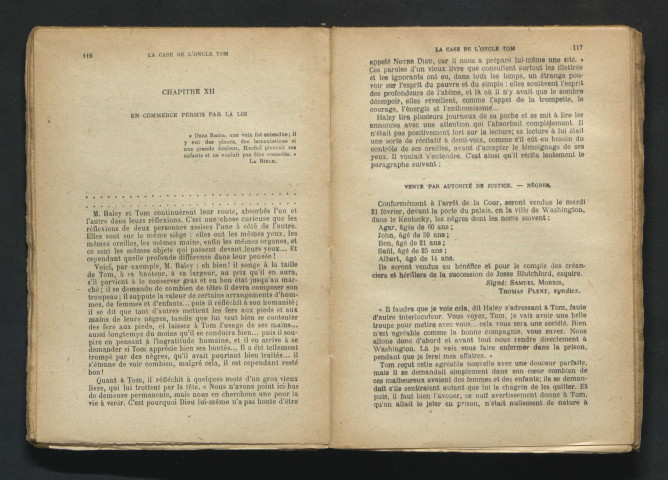 116
LA CASE DE L'ONCLE TOM
CHAPITRE XII
UN COMMERCE PERMIS PAR LA LOI
« Dans Rama, une voix fut entendue; il
y eut des pleurs, des lamentations et
une grande douleur, Rachel pleurait ses
enfants et ne voulait pas être consolée. »
LA BIBLE.
M. Haley et Tom continuèrent leur route, absorbés l'un et
l'autre dans leurs réflexions. C'est une chose curieuse que les
réflexions de deux personnes assises l'une à côté de l'autre.
Elles sont sur le même siège : elles ont les mêmes yeux, les
mêmes oreilles, les mêmes mains, enfin les mêmes organes, et
ce sont les mêmes objets qui passent devant leurs yeux... Et
cependant quelle profonde différence dans leur pensée !
Voici, par exemple, M. Haley : eh bien! il songe à la taille
de Tom, à sa hauteur, à sa largeur, au prix qu'il en aura,
s'il parvient à le conserver gras et en bon état jusqu'au mar-
ché; il se demande de combien de têtes il devra composer son
troupeau; il suppute la valeur de certains arrangements d'hom-
mes, de femmes et d'enfants... puis il réfléchit à son humanité;
il se dit que tant d'autres mettent les fers aux pieds et aux
mains de leurs nègres, tandis que lui veut bien se contenter
des fers aux pieds, et laisser à Tom l'usage de ses mains...
aussi longtemps du moins qu'il se conduira bien... puis il sou-
pire en pensant à l'ingratitude humaine, et il en arrive à se
demander si Tom apprécie bien ses bontés... Il a été tellement
trompé par des nègres, qu'il avait pourtant bien traités... Il
s'étonne de voir combien, malgré cela, il est cependant resté
bon !
Quant à Tom, il réfléchit à quelques mots d'un gros vieux
livre, qui lui trottent par la tête. « Nous n'avons point ici-bas
de demeure permanente, mais nous en cherchons une pour la
vie à venir. C'est pourquoi Dieu lui-même n'a pas honte d'être
LA CASE DE L'ONCLE TOM
117
appelé NOTRE DIEU, car il nous a préparé lui-même une cité. »
Ces paroles d'un vieux livre que consultent surtout les illettrés
et les ignorants ont eu, dans tous les temps, un étrange pou-
voir sur l'esprit du pauvre et du simple : elles soulèvent l'esprit
des profondeurs de l'abîme, et là où il n'y avait que le sombre
désespoir, elles réveillent, comme l'appel de la trompette, le
courage, l'énergie et l'enthousiasme...
Haley tira plusieurs journaux de sa poche et se mit à lire les
annonces avec une attention qui l'absorbait complètement. Il
n'était pas positivement fort sur la lecture; sa lecture à lui était
une sorte de récitatif à demi-voix, comme s'il eût eu besoin du
contrôle de ses oreilles, avant d'accepter le témoignage de ses
yeux. Il voulait s'entendre. C'est ainsi qu'il récita lentement le
paragraphe suivant :
VENTE PAR AUTORITÉ DE JUSTICE. — NÈGRES.
Conformément à l'arrêt de la Cour, seront vendus le mardi
21 février, devant la porte du palais, en la ville de Washington,
dans le Kentucky, les nègres dont les noms suivent :
Agar, âgée de 60 ans ;
John, âgé de 30 ans ;
Ben, âgé de 21 ans ;
Saül, âgé de 25 ans ;
Albert, âgé de 14 ans.
Ils seront vendus au bénéfice et pour le compte des créan-
ciers et héritiers de la succession de Josse Blutchford, esquire.
Signé: SAMUEL MORRIS,
THOMAS FLINT, syndics.
« Il faudra que je voie cela, dit Haley s'adressant à Tom, faute
d'autre interlocuteur. Vous voyez, Tom, je vais avoir une belle
troupe pour mettre avec vous... cela vous sera une société. Rien
n'est agréable comme la bonne compagnie, vous savez. Nous
allons donc d'abord et avant tout nous rendre directement à
Washington. Là je vais vous faire enfermer dans la prison,
pendant que je ferai mes affaires. »
Tom reçut cette agréable nouvelle avec une douceur parfaite,
mais il se demandait simplement dans son cœur combien de
ces malheureux avaient des femmes et des enfants; ils se deman-
dait s'ils sentiraient autant que lui le chagrin de les quitter. Et
puis, il faut bien l'avouer, ce naïf avertissement donné à Tom,
qu'on allait le jeter en prison, n'était nullement de nature à